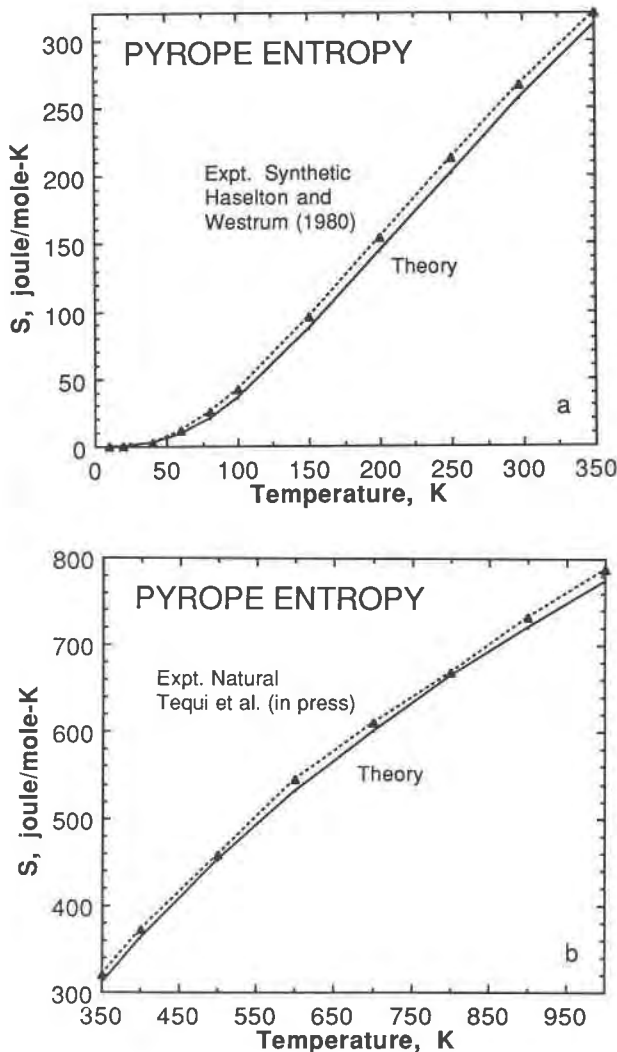 PYROPE ENTROPY
300
250
200
150
100
50
0
S, joule/mole-K
Expt. Synthetic
Haselton and
Westrum (1980)
Theory
a
0 50 100 150 200 250 300 350
Temperature, K
PYROPE ENTROPY
800
700
600
500
400
300
S, joule/mole-K
Expt. Natural
Tequi et al. (in press)
Theory
b
350 450 550 650 750 850 950
Temperature, K